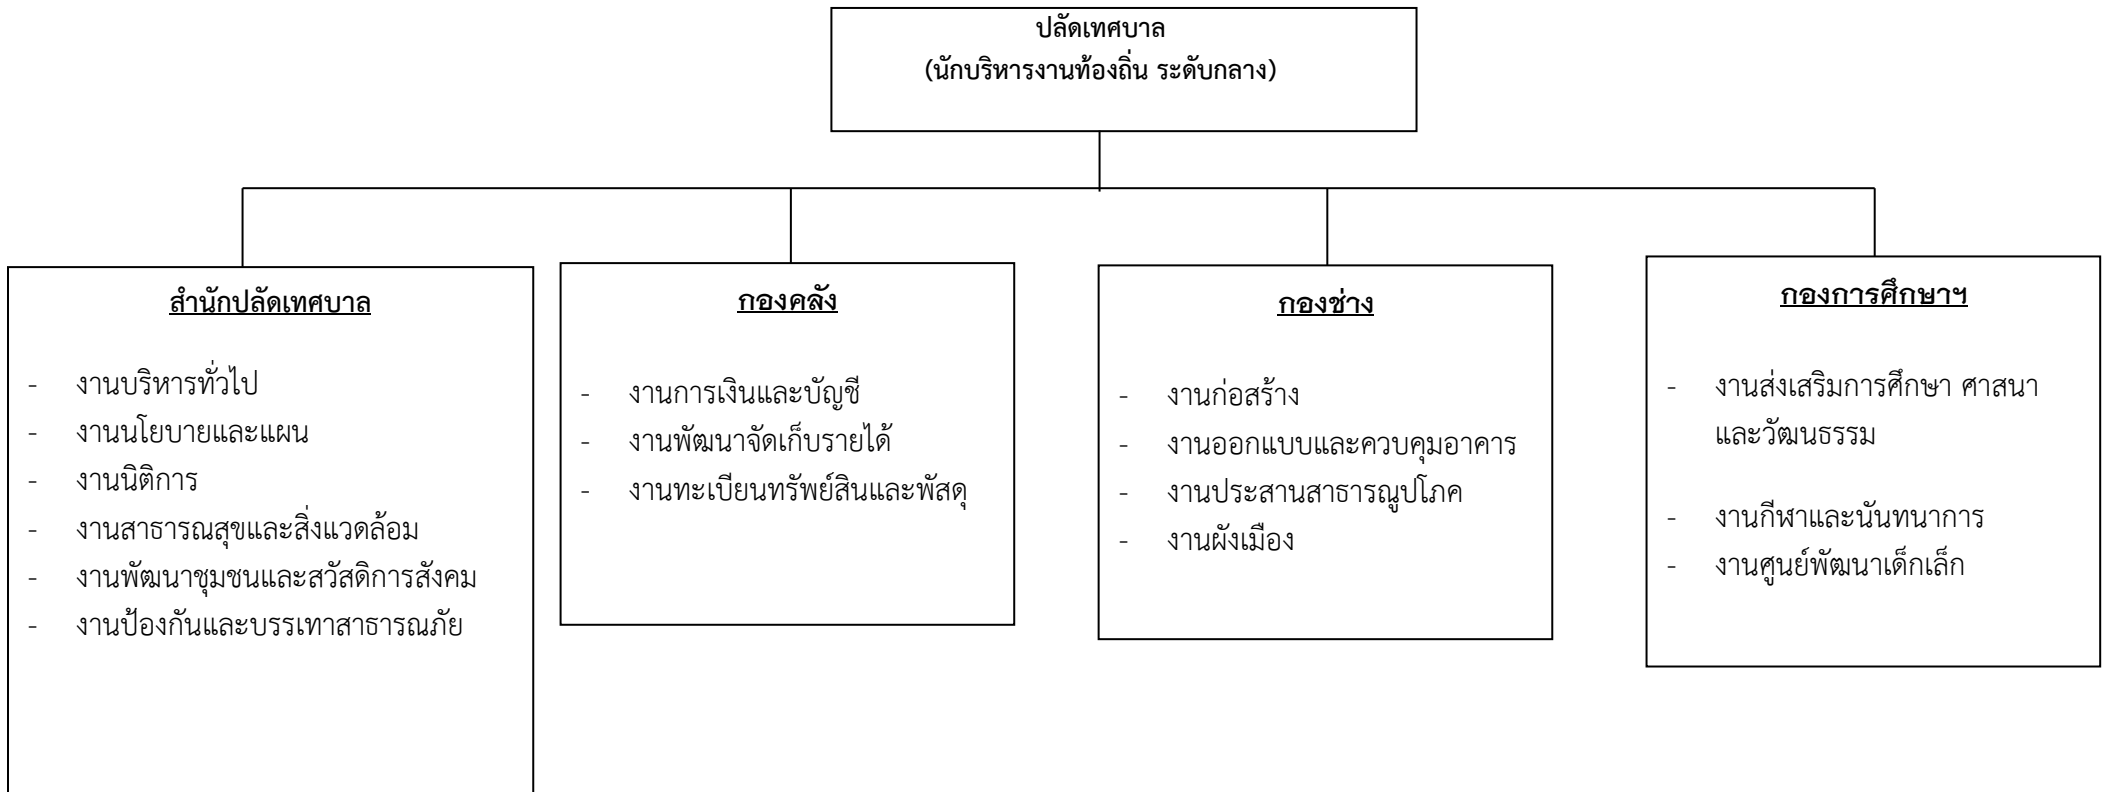 ปลัดเทศบาล
(นักบริหารงานท้องถิ่น ระดับกลาง)
สำนักปลัดเทศบาล
- งานบริหารทั่วไป
- งานนโยบายและแผน
- งานนิติการ
- งานสาธารณสุขและสิ่งแวดล้อม
- งานพัฒนาชุมชนและสวัสดิการสังคม
- งานป้องกันและบรรเทาสาธารณภัย
กองคลัง
- งานการเงินและบัญชี
- งานพัฒนาจัดเก็บรายได้
- งานทะเบียนทรัพย์สินและพัสดุ
กองช่าง
- งานก่อสร้าง
- งานออกแบบและควบคุมอาคาร
- งานประสานสาธารณูปโภค
- งานผังเมือง
กองการศึกษาฯ
- งานส่งเสริมการศึกษา ศาสนา
และวัฒนธรรม
- งานกีฬาและนันทนาการ
- งานศูนย์พัฒนาเด็กเล็ก